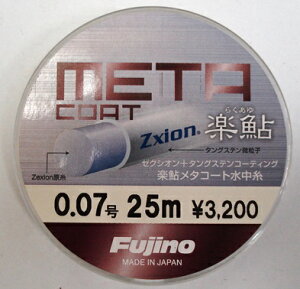 META
COAT
Zxion®
らくあゆ
楽鮎
Zexion原糸
タングステン微粒子
ゼクシオン+タングステンコーティング
楽鮎メタコート水中糸
0.07号 25m ¥3,200
Fujino
MADE IN JAPAN